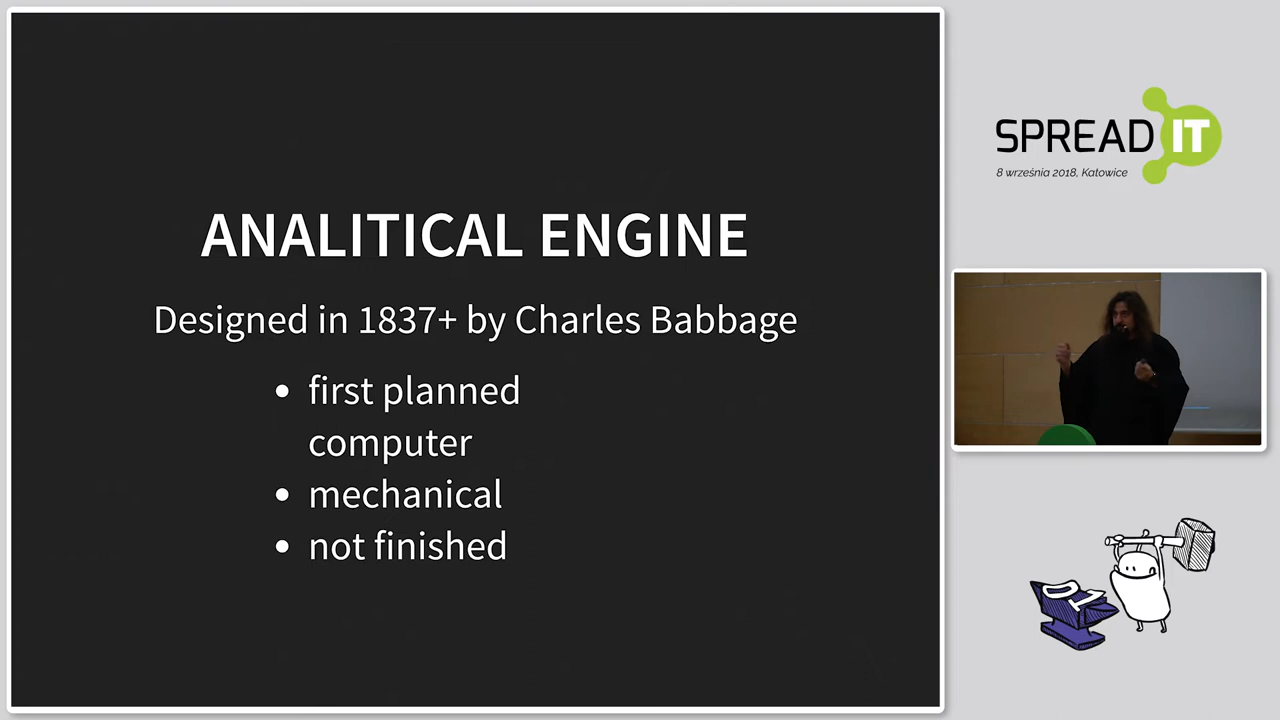 ANALITICAL ENGINE
Designed in 1837+ by Charles Babbage
• first planned
computer
• mechanical
• not finished
SPREAD IT
8 września 2018, Katowice
01